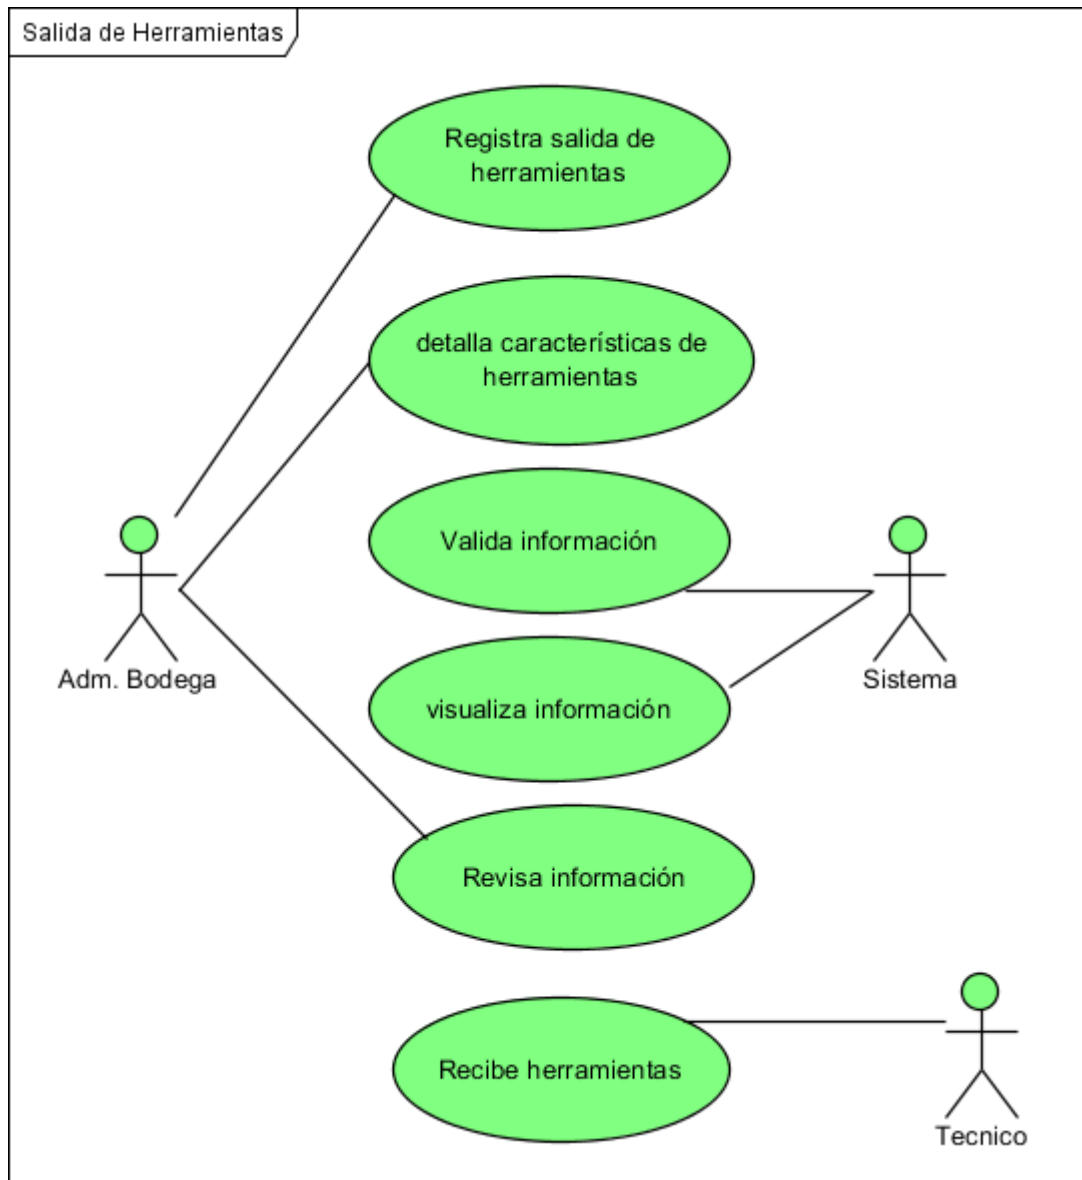 Salida de Herramientas
Registra salida de
herramientas
detalla característícas de
herramientas
Valida información
Adm. Bodega
Sistema
visualiza información
Revisa información
Recibe herramientas
Tecnico